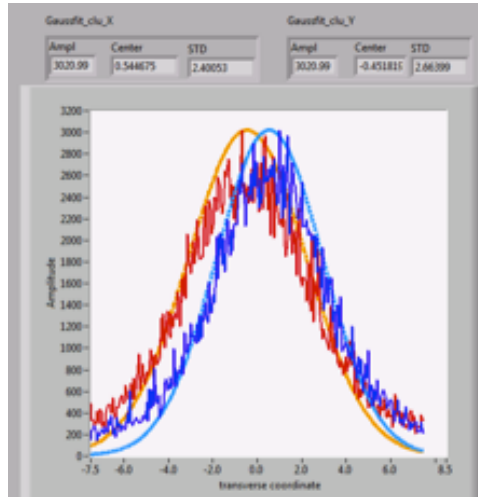 Gaussfit_clu_X
Gaussfit_clu_Y
Ampl Center STD
Ampl Center STD
3020.99 0.544675 2.40053
3020.99 -0.451819 2.66399
3200
3000
2800
2600
2400
2200
2000
1800
1600
1400
1200
1000
800
600
400
200
0
Amplitude
-7.5 -6.0 -4.0 -2.0 0.0 2.0 4.0 6.0 8.5
transverse coordinate